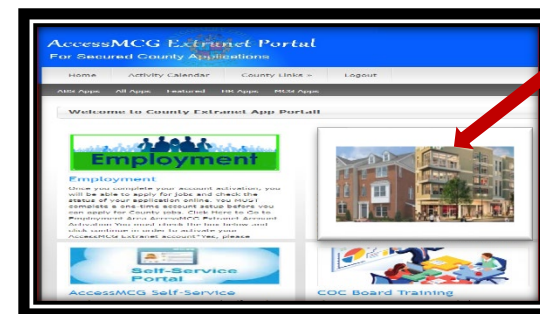 AccessMCG Extranet Portal
For Secured County Applications
Home Activity Calendar County Links » Logout
All Apps Featured HR Apps MCG Apps
Welcome to County Extranet App Portal!
Employment
Employment
Once you complete your account activation, you
will be able to apply for jobs and check the
status of your application online. You MUST
complete a one time account setup before you
can apply for County jobs. Click Here to Go to
Employment Area AccessMCG Extranet Account
Activation You must check the box below and
click continue in order to activate your
AccessMCG Extranet account"Yes, please
Self-Service
Portal
AccessMCG Self-Service
COC Board Training